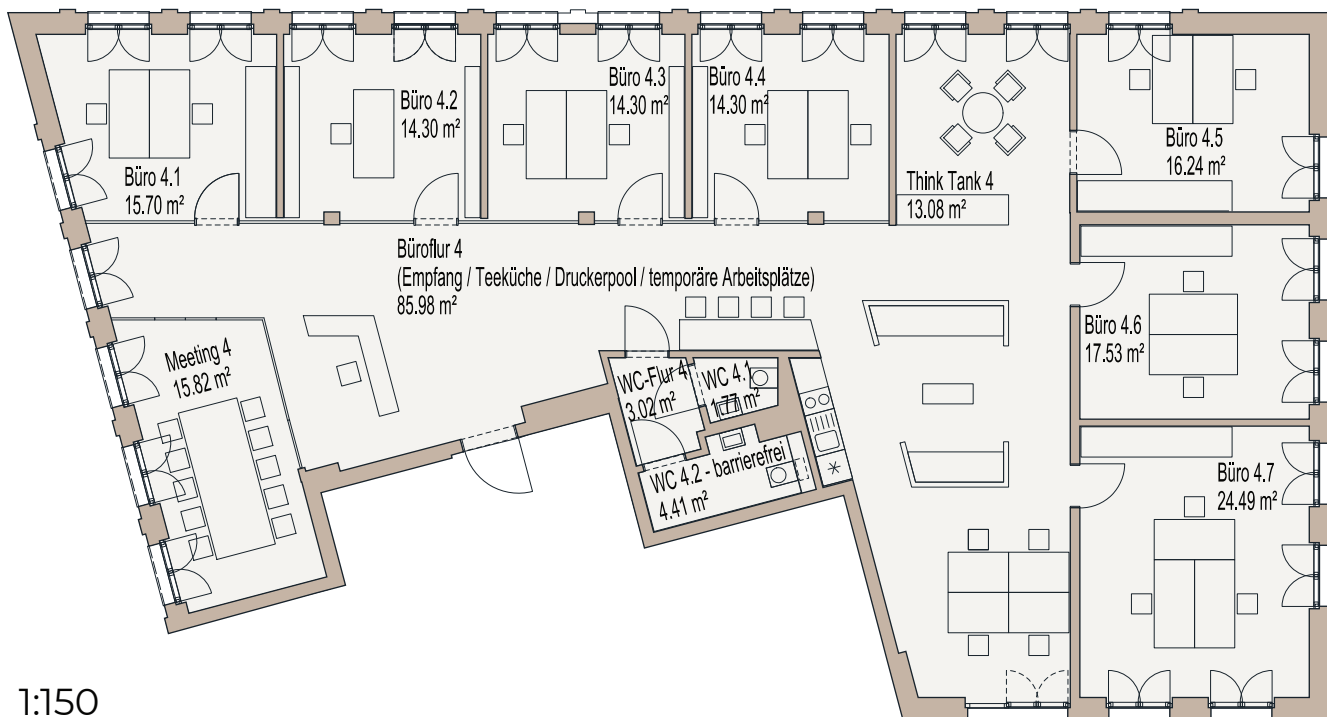 Büro 4.1
15.70 m²
Büro 4.2
14.30 m²
Büro 4.3
14.30 m²
Büro 4.4
14.30 m²
Think Tank 4
13.08 m²
Büro 4.5
16.24 m²
Büroflur 4
(Empfang / Teeküche / Druckerpool / temporäre Arbeitsplätze)
85.98 m²
Meeting 4
15.82 m²
WC-Flur 4
3.02 m²
WC 4.1
1.77 m²
WC 4.2 - barrierefrei
4.41 m²
Büro 4.6
17.53 m²
Büro 4.7
24.49 m²
1:150